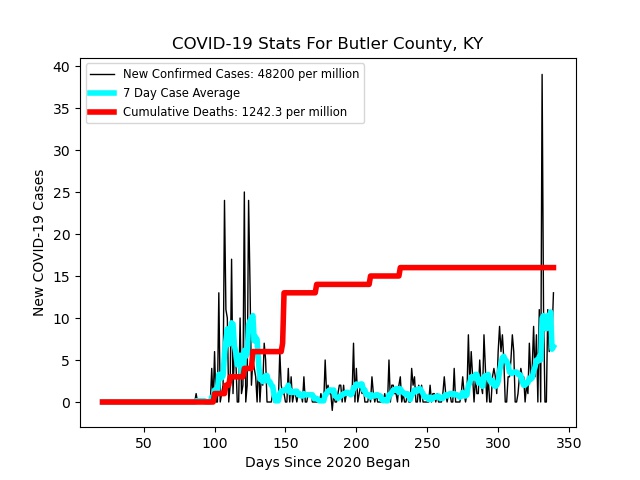 COVID-19 Stats For Butler County, KY
New Confirmed Cases: 48200 per million
7 Day Case Average
Cumulative Deaths: 1242.3 per million
New COVID-19 Cases
40
35
30
25
20
15
10
5
0
50 100 150 200 250 300 350
Days Since 2020 Began